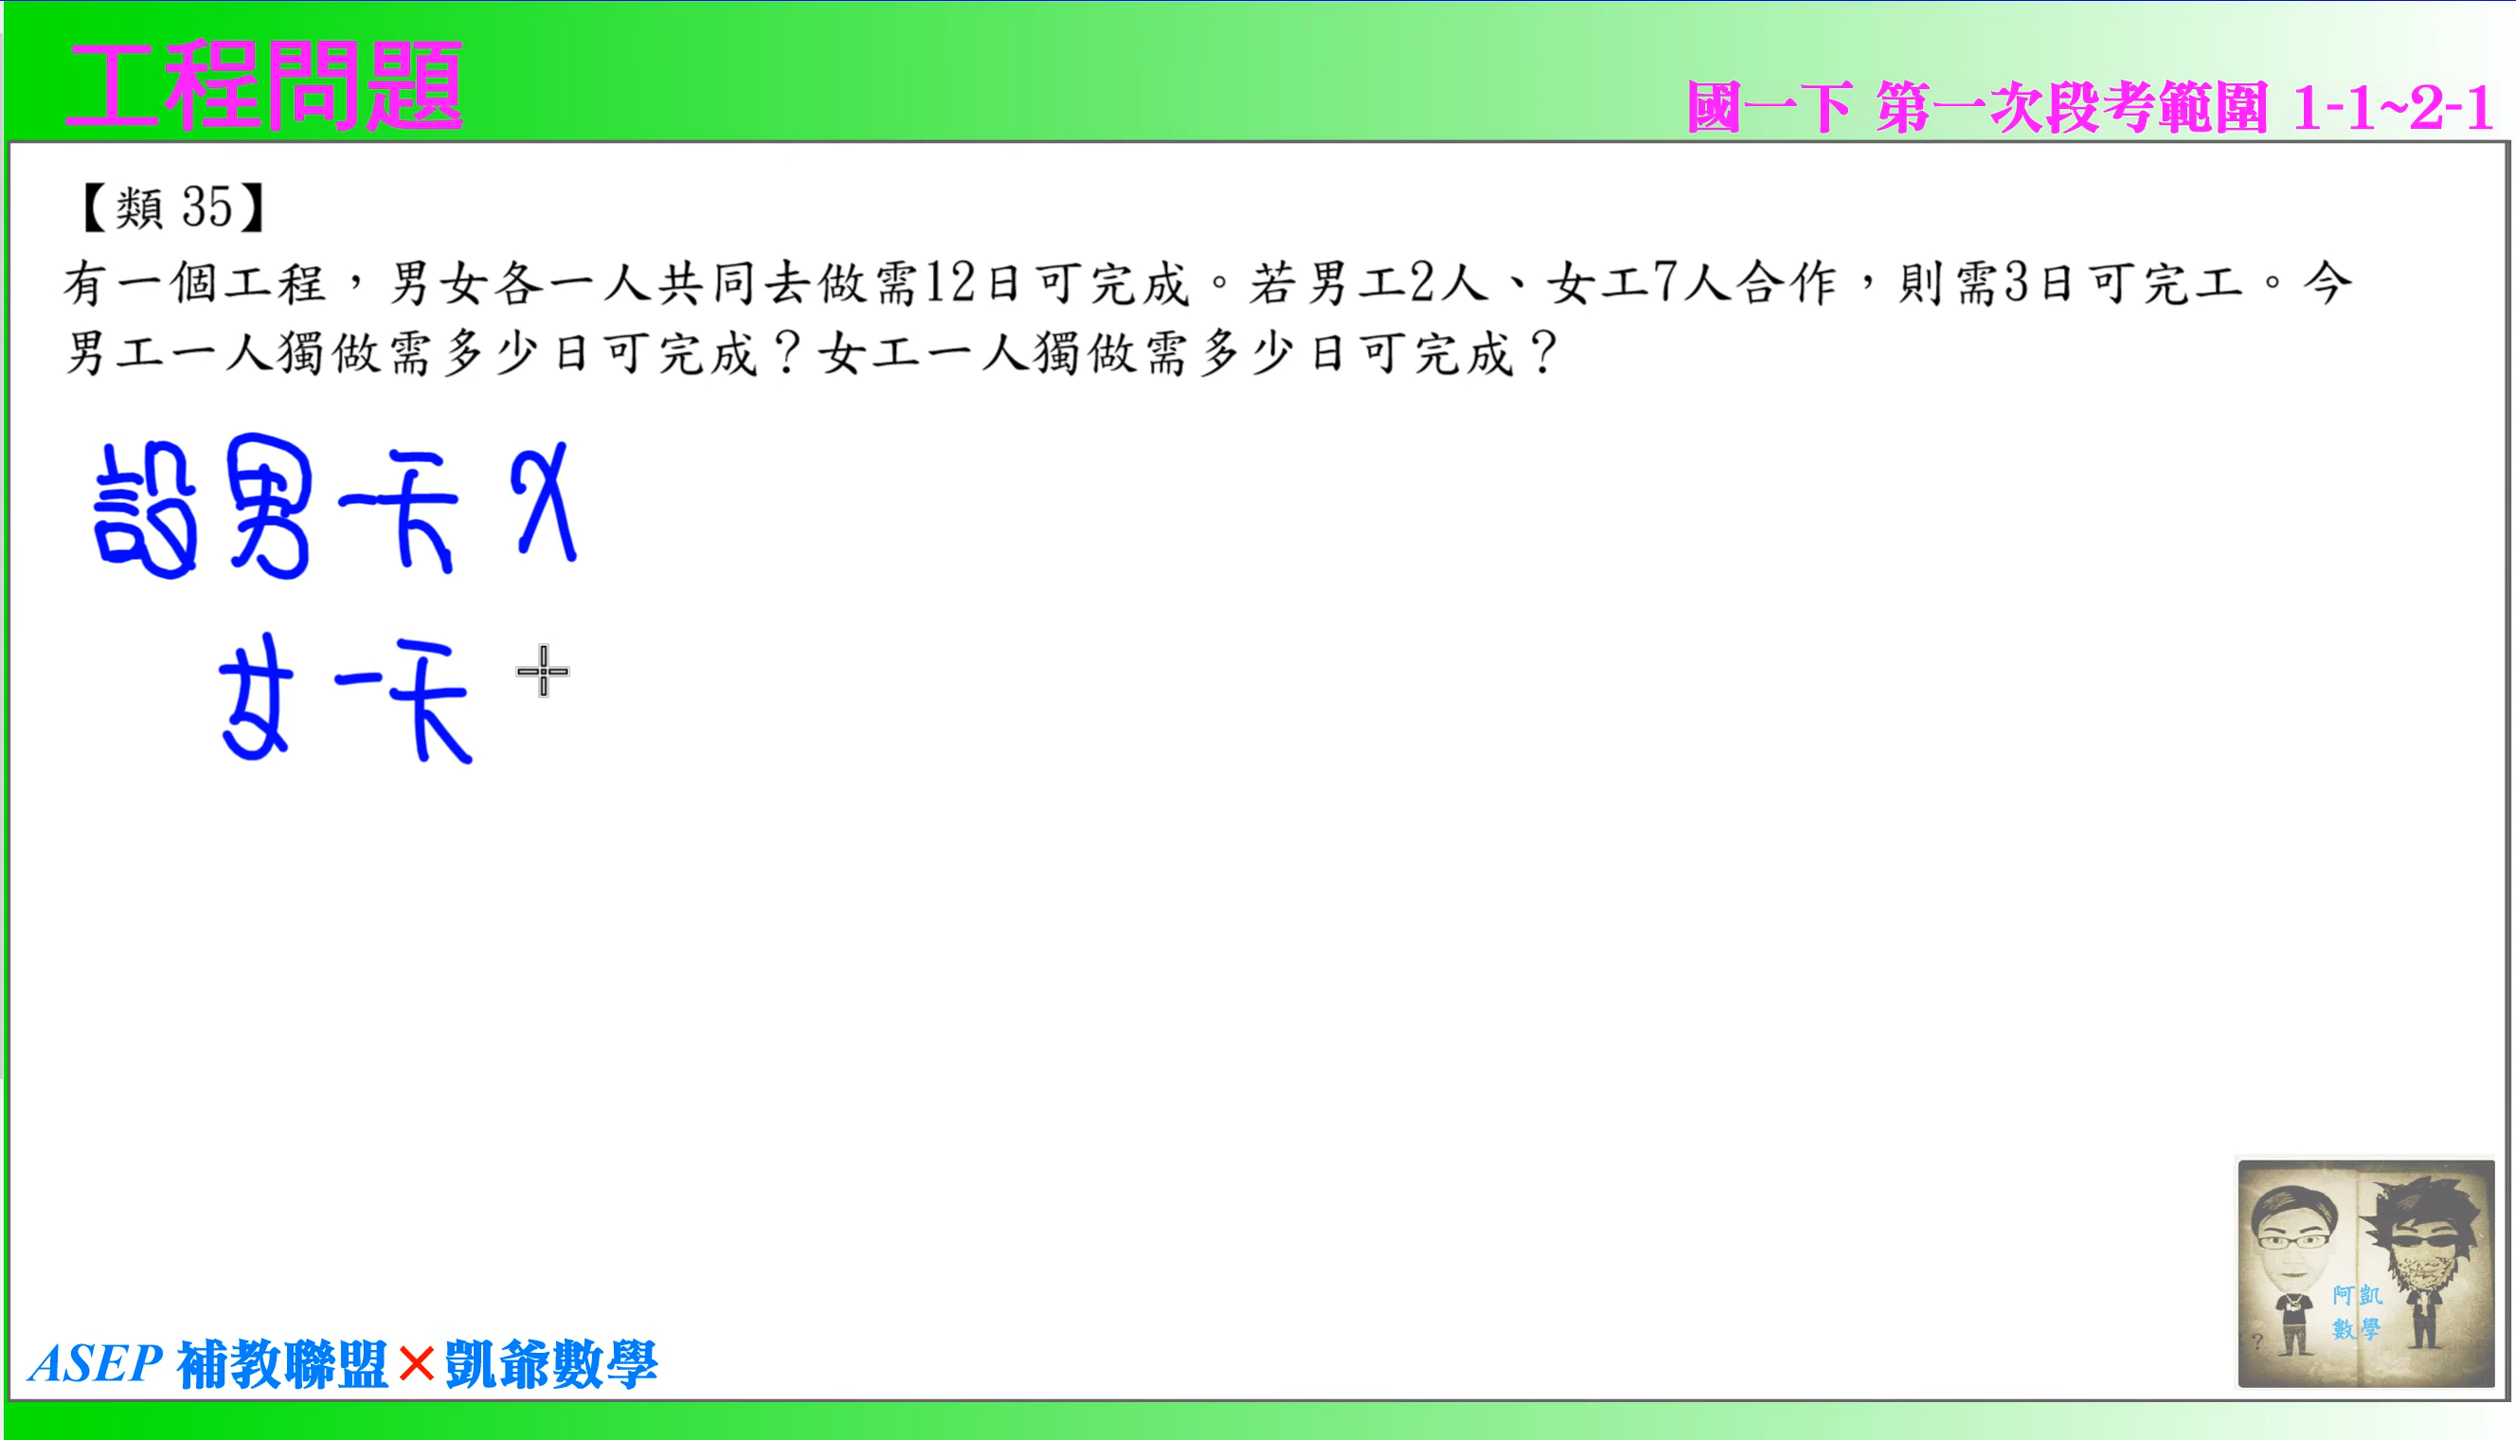 工程問題
國一下 第一次段考範圍 1-1~2-1
【類 35】
有一個工程，男女各一人共同去做需12日可完成。若男工2人、女工7人合作，則需3日可完工。今
男工一人獨做需多少日可完成？女工一人獨做需多少日可完成？
設男一天 x
女一天
阿凱
數學
?
ASEP 補教聯盟×凱爺數學